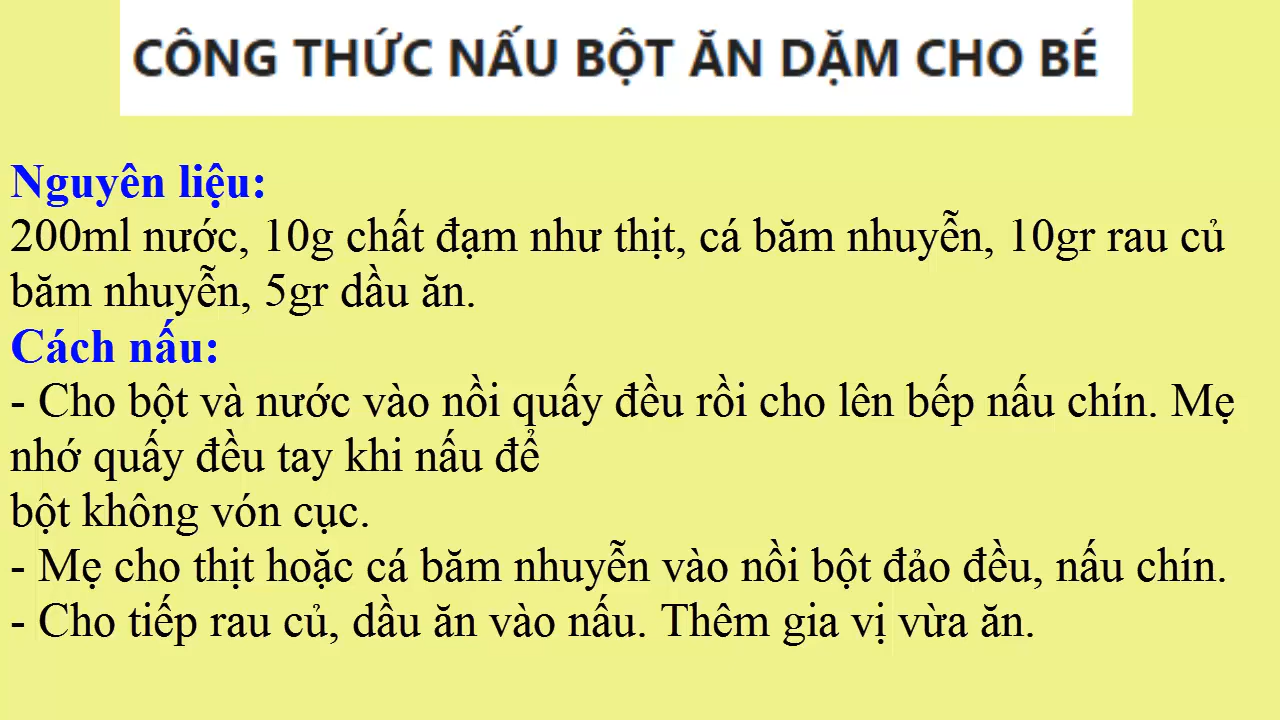 CÔNG THỨC NẤU BỘT ĂN DẶM CHO BÉ
Nguyên liệu:
200ml nước, 10g chất đạm như thịt, cá băm nhuyễn, 10gr rau củ
băm nhuyễn, 5gr dầu ăn.
Cách nấu:
- Cho bột và nước vào nồi quấy đều rồi cho lên bếp nấu chín. Mẹ
nhớ quấy đều tay khi nấu để
bột không vón cục.
- Mẹ cho thịt hoặc cá băm nhuyễn vào nồi bột đảo đều, nấu chín.
- Cho tiếp rau củ, dầu ăn vào nấu. Thêm gia vị vừa ăn.